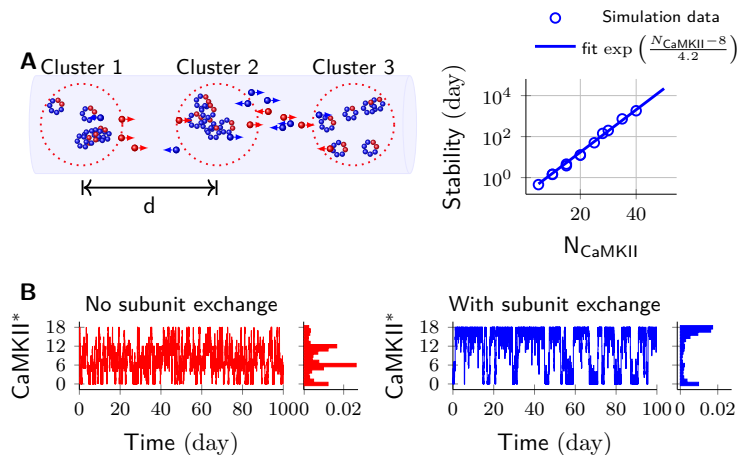 A
Cluster 1 Cluster 2 Cluster 3
d
Simulation data
fit exp (N_CaMKII−8 / 4.2)
Stability (day)
10^4
10^2
10^0
20 40
N_CaMKII
B
No subunit exchange
CaMKII*
18
12
6
0
0 20 40 60 80 100
0.02
Time (day)
With subunit exchange
CaMKII*
18
12
6
0
0 20 40 60 80 100
0 0.02
Time (day)